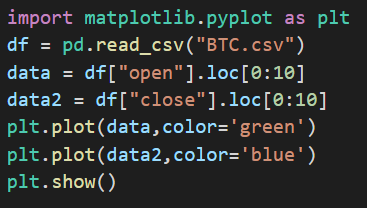 import matplotlib.pyplot as plt
df = pd.read_csv("BTC.csv")
data = df["open"].loc[0:10]
data2 = df["close"].loc[0:10]
plt.plot(data,color='green')
plt.plot(data2,color='blue')
plt.show()